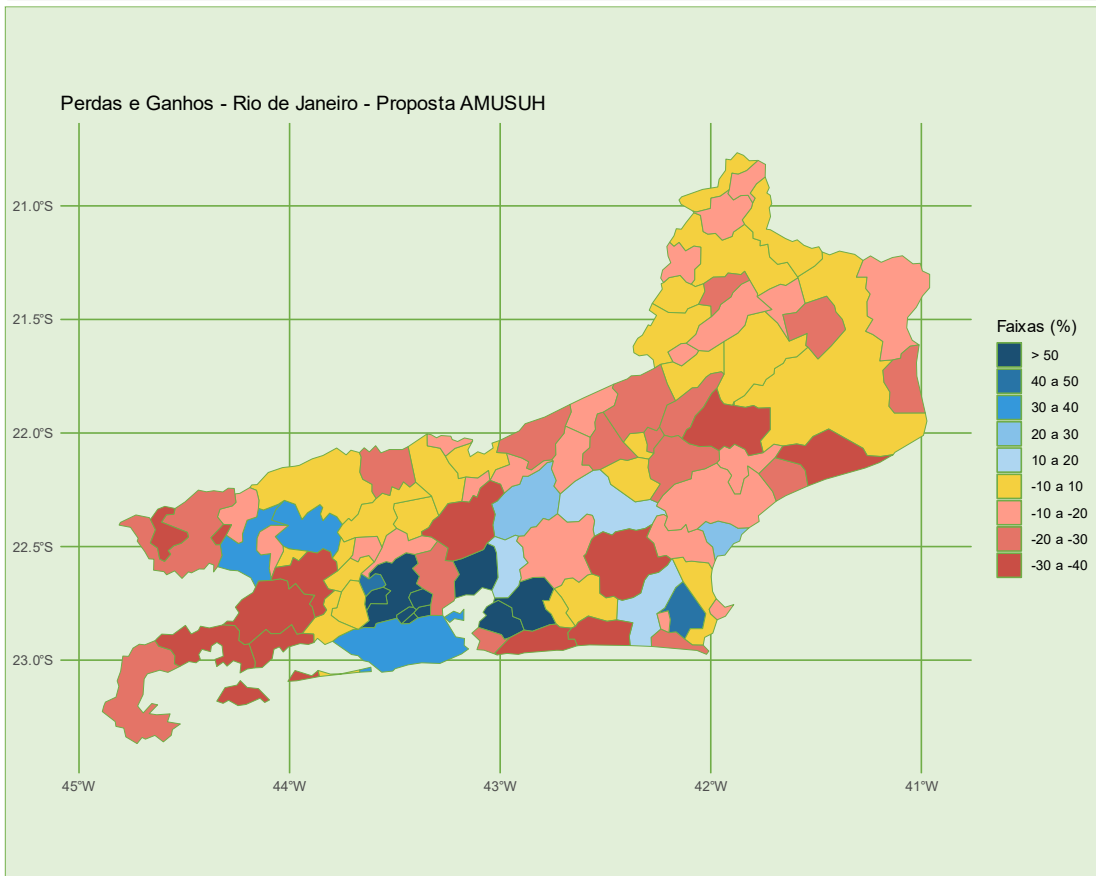 Perdas e Ganhos - Rio de Janeiro - Proposta AMUSUH
21.0°S
21.5°S
22.0°S
22.5°S
23.0°S
45°W
44°W
43°W
42°W
41°W
Faixas (%)
> 50
40 a 50
30 a 40
20 a 30
10 a 20
-10 a 10
-10 a -20
-20 a -30
-30 a -40